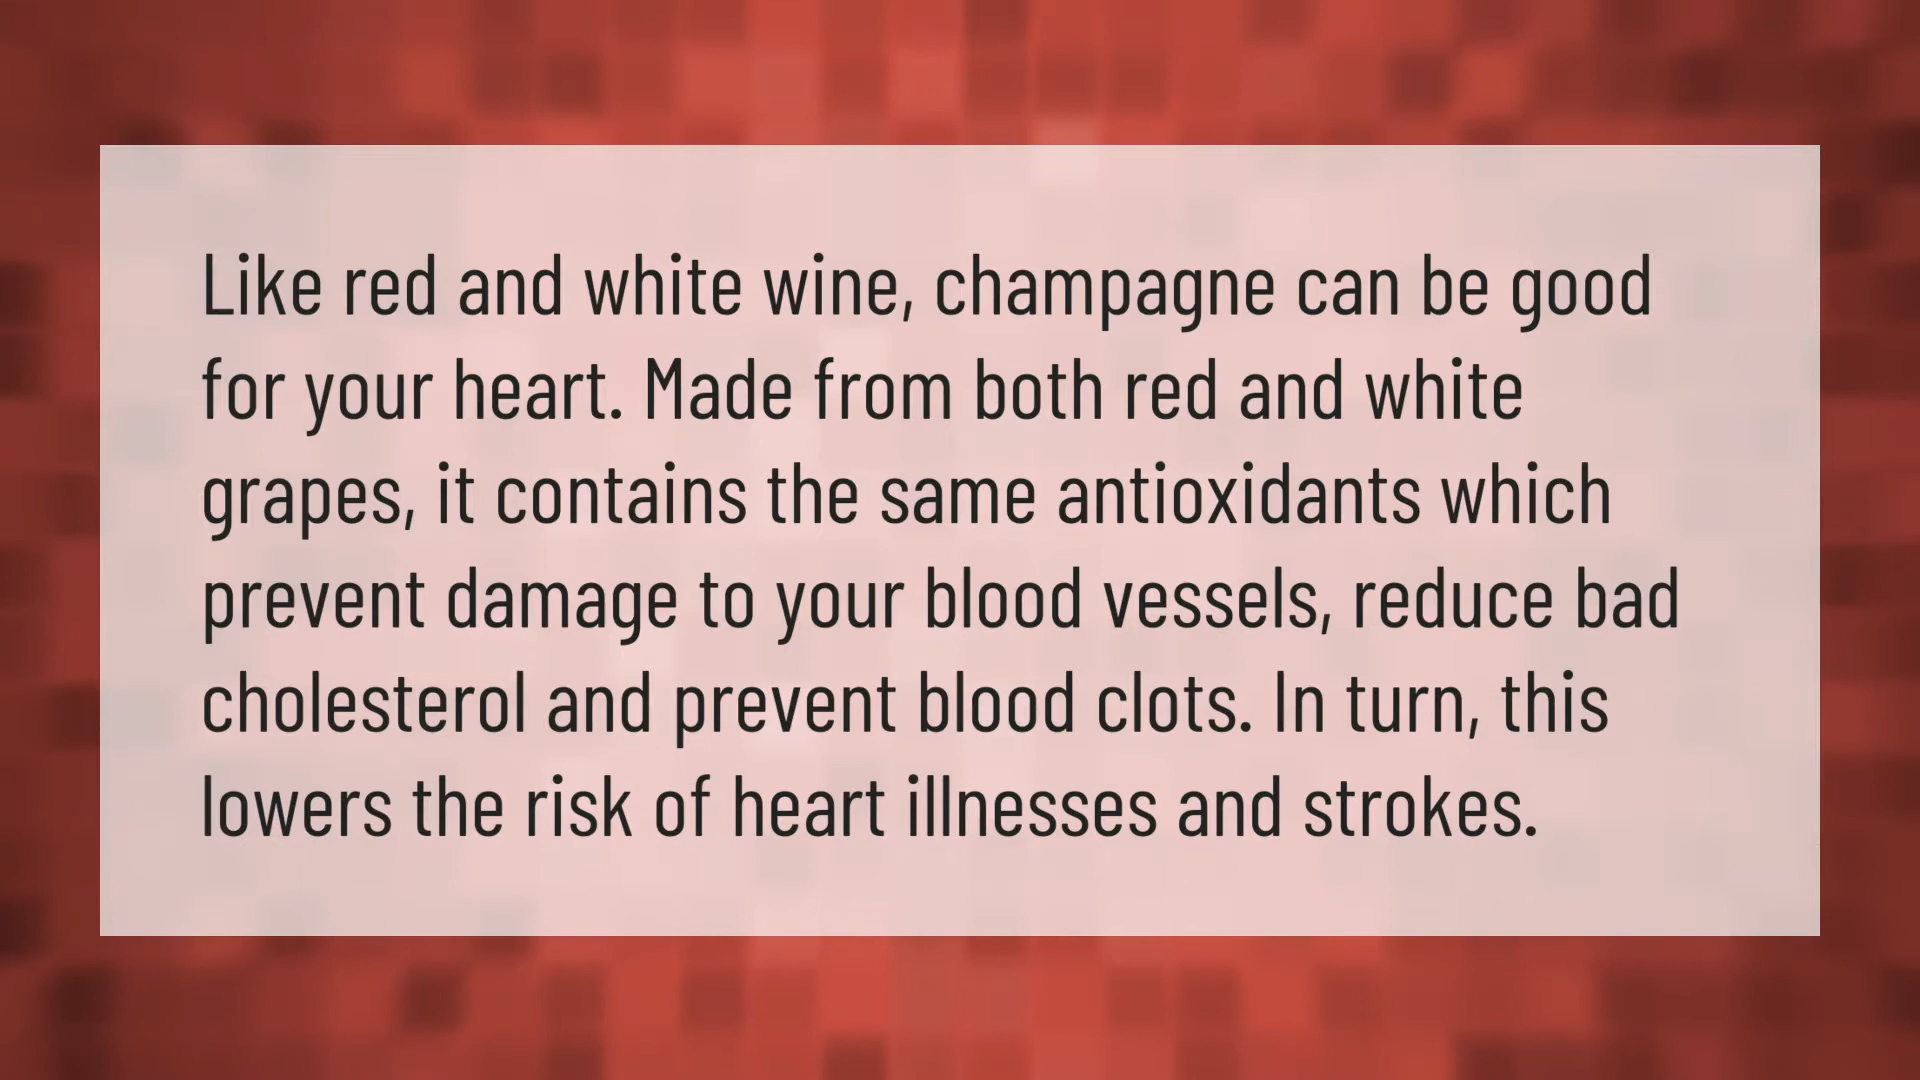 Like red and white wine, champagne can be good
for your heart. Made from both red and white
grapes, it contains the same antioxidants which
prevent damage to your blood vessels, reduce bad
cholesterol and prevent blood clots. In turn, this
lowers the risk of heart illnesses and strokes.